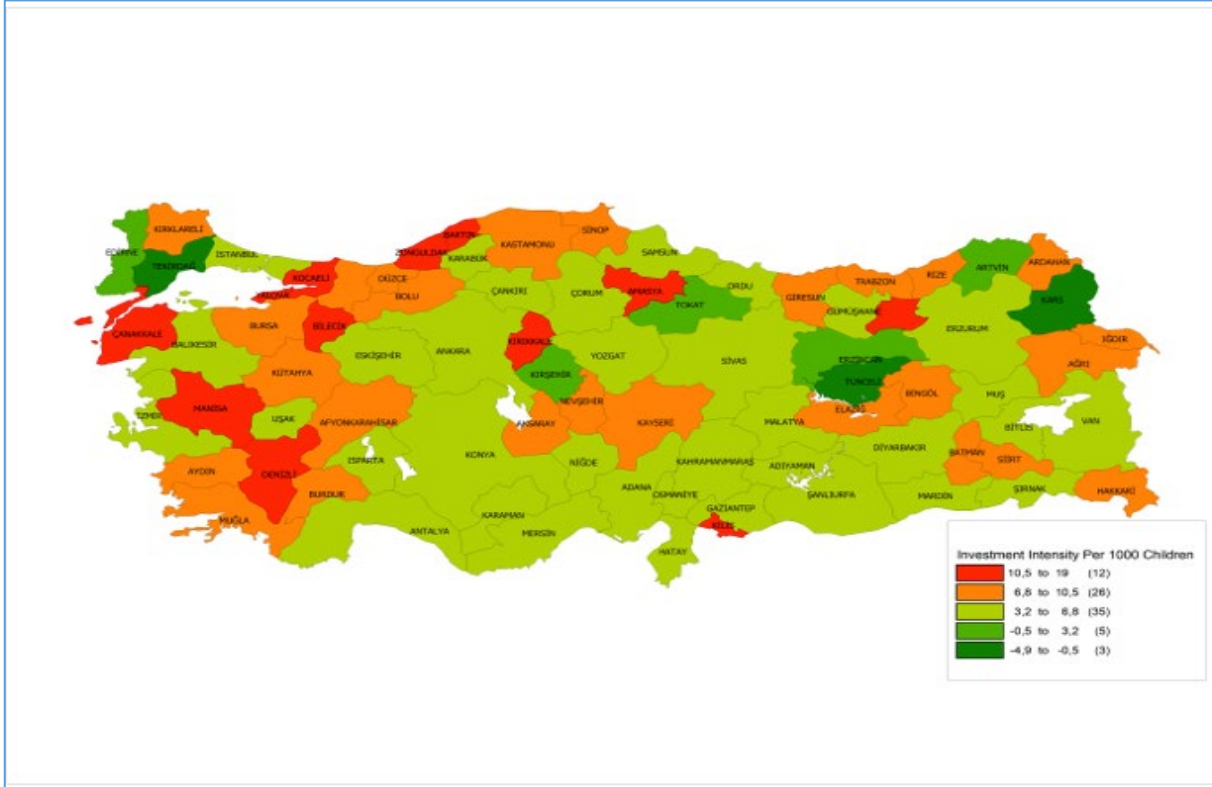 KIRKLARELİ
EDİRNE
TEKİRDAĞ
İSTANBUL
KOCAELİ
YALOVA
ÇANAKKALE
BALIKESİR
BURSA
BİLECİK
DÜZCE
BOLU
ZONGULDAK
BARTIN
KARABÜK
KASTAMONU
SİNOP
SAMSUN
ÇANKIRI
ÇORUM
AMASYA
TOKAT
ORDU
GİRESUN
TRABZON
RİZE
ARTVİN
ARDAHAN
KARS
GÜMÜŞHANE
ERZURUM
IĞDIR
AĞRI
ESKİŞEHİR
ANKARA
KIRIKKALE
YOZGAT
SİVAS
ERZİNCAN
TUNCELİ
KÜTAHYA
KIRŞEHİR
NEVŞEHİR
MANİSA
UŞAK
İZMİR
AFYONKARAHİSAR
AKSARAY
KAYSERİ
MALATYA
ELAZIĞ
BİNGÖL
MUŞ
BİTLİS
VAN
AYDIN
DENİZLİ
ISPARTA
KONYA
NİĞDE
KAHRAMANMARAŞ
ADIYAMAN
DİYARBAKIR
BATMAN
SİİRT
BURDUR
MUĞLA
ANTALYA
KARAMAN
MERSİN
ADANA
OSMANİYE
GAZİANTEP
KİLİS
HATAY
ŞANLIURFA
MARDİN
SIRNAK
HAKKARİ
Investment Intensity Per 1000 Children
10,5 to 19 (12)
6,8 to 10,5 (26)
3,2 to 6,8 (35)
-0,5 to 3,2 (5)
-4,9 to -0,5 (3)